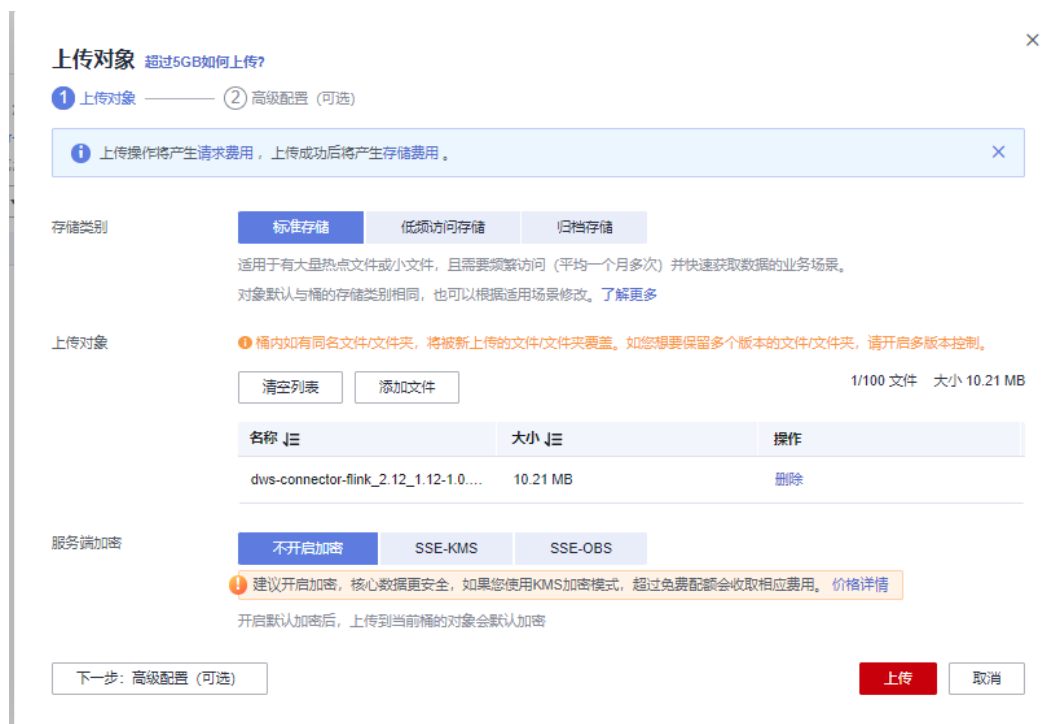 上传对象 超过5GB如何上传?
1 上传对象 2 高级配置（可选）
上传操作将产生请求费用，上传成功后将产生存储费用。
存储类别 标准存储 低频访问存储 归档存储
适用于有大量热点文件或小文件，且需要频繁访问（平均一个月多次）并快速获取数据的业务场景。
对象默认与桶的存储类别相同，也可以根据适用场景修改。了解更多
上传对象 桶内如有同名文件/文件夹，将被新上传的文件/文件夹覆盖。如您想要保留多个版本的文件/文件夹，请开启多版本控制。
清空列表 添加文件 1/100 文件 大小 10.21 MB
名称 大小 操作
dws-connector-flink_2.12_1.12-1.0.... 10.21 MB 删除
服务端加密 不开启加密 SSE-KMS SSE-OBS
建议开启加密，核心数据更安全，如果您使用KMS加密模式，超过免费配额会收取相应费用。 价格详情
开启默认加密后，上传到当前桶的对象会默认加密
下一步：高级配置（可选） 上传 取消